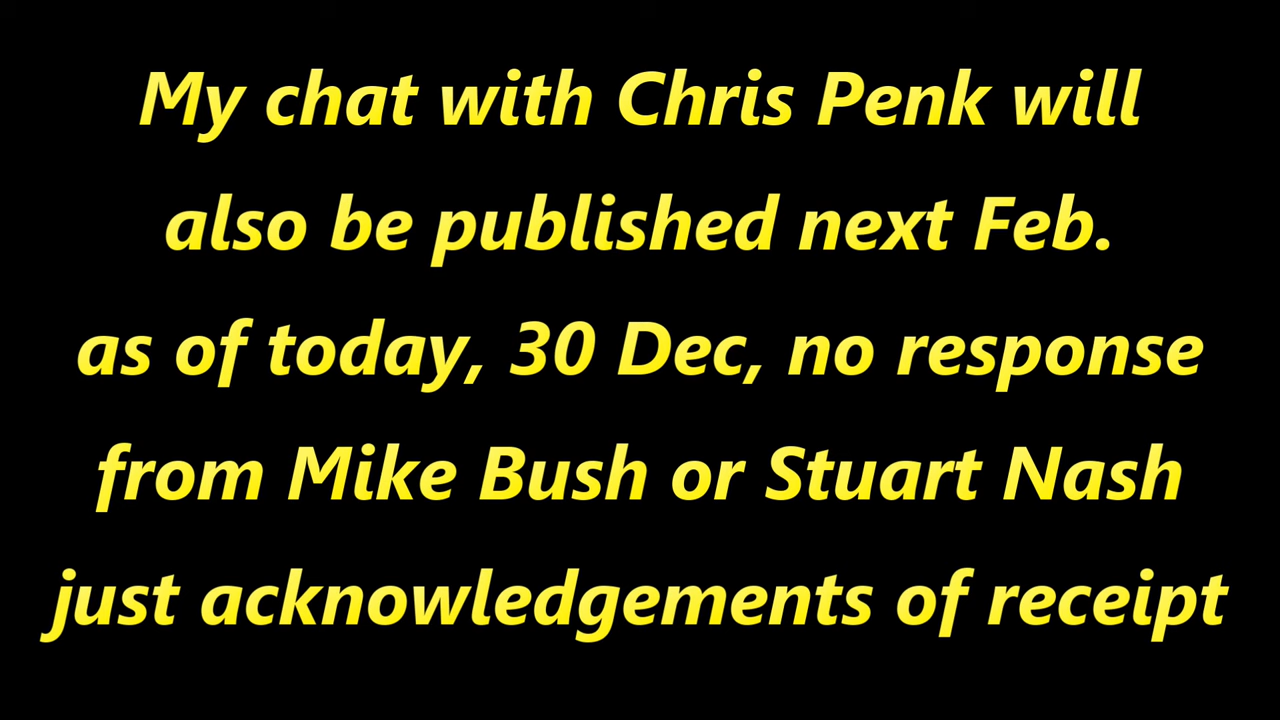 My chat with Chris Penk will
also be published next Feb.
as of today, 30 Dec, no response
from Mike Bush or Stuart Nash
just acknowledgements of receipt